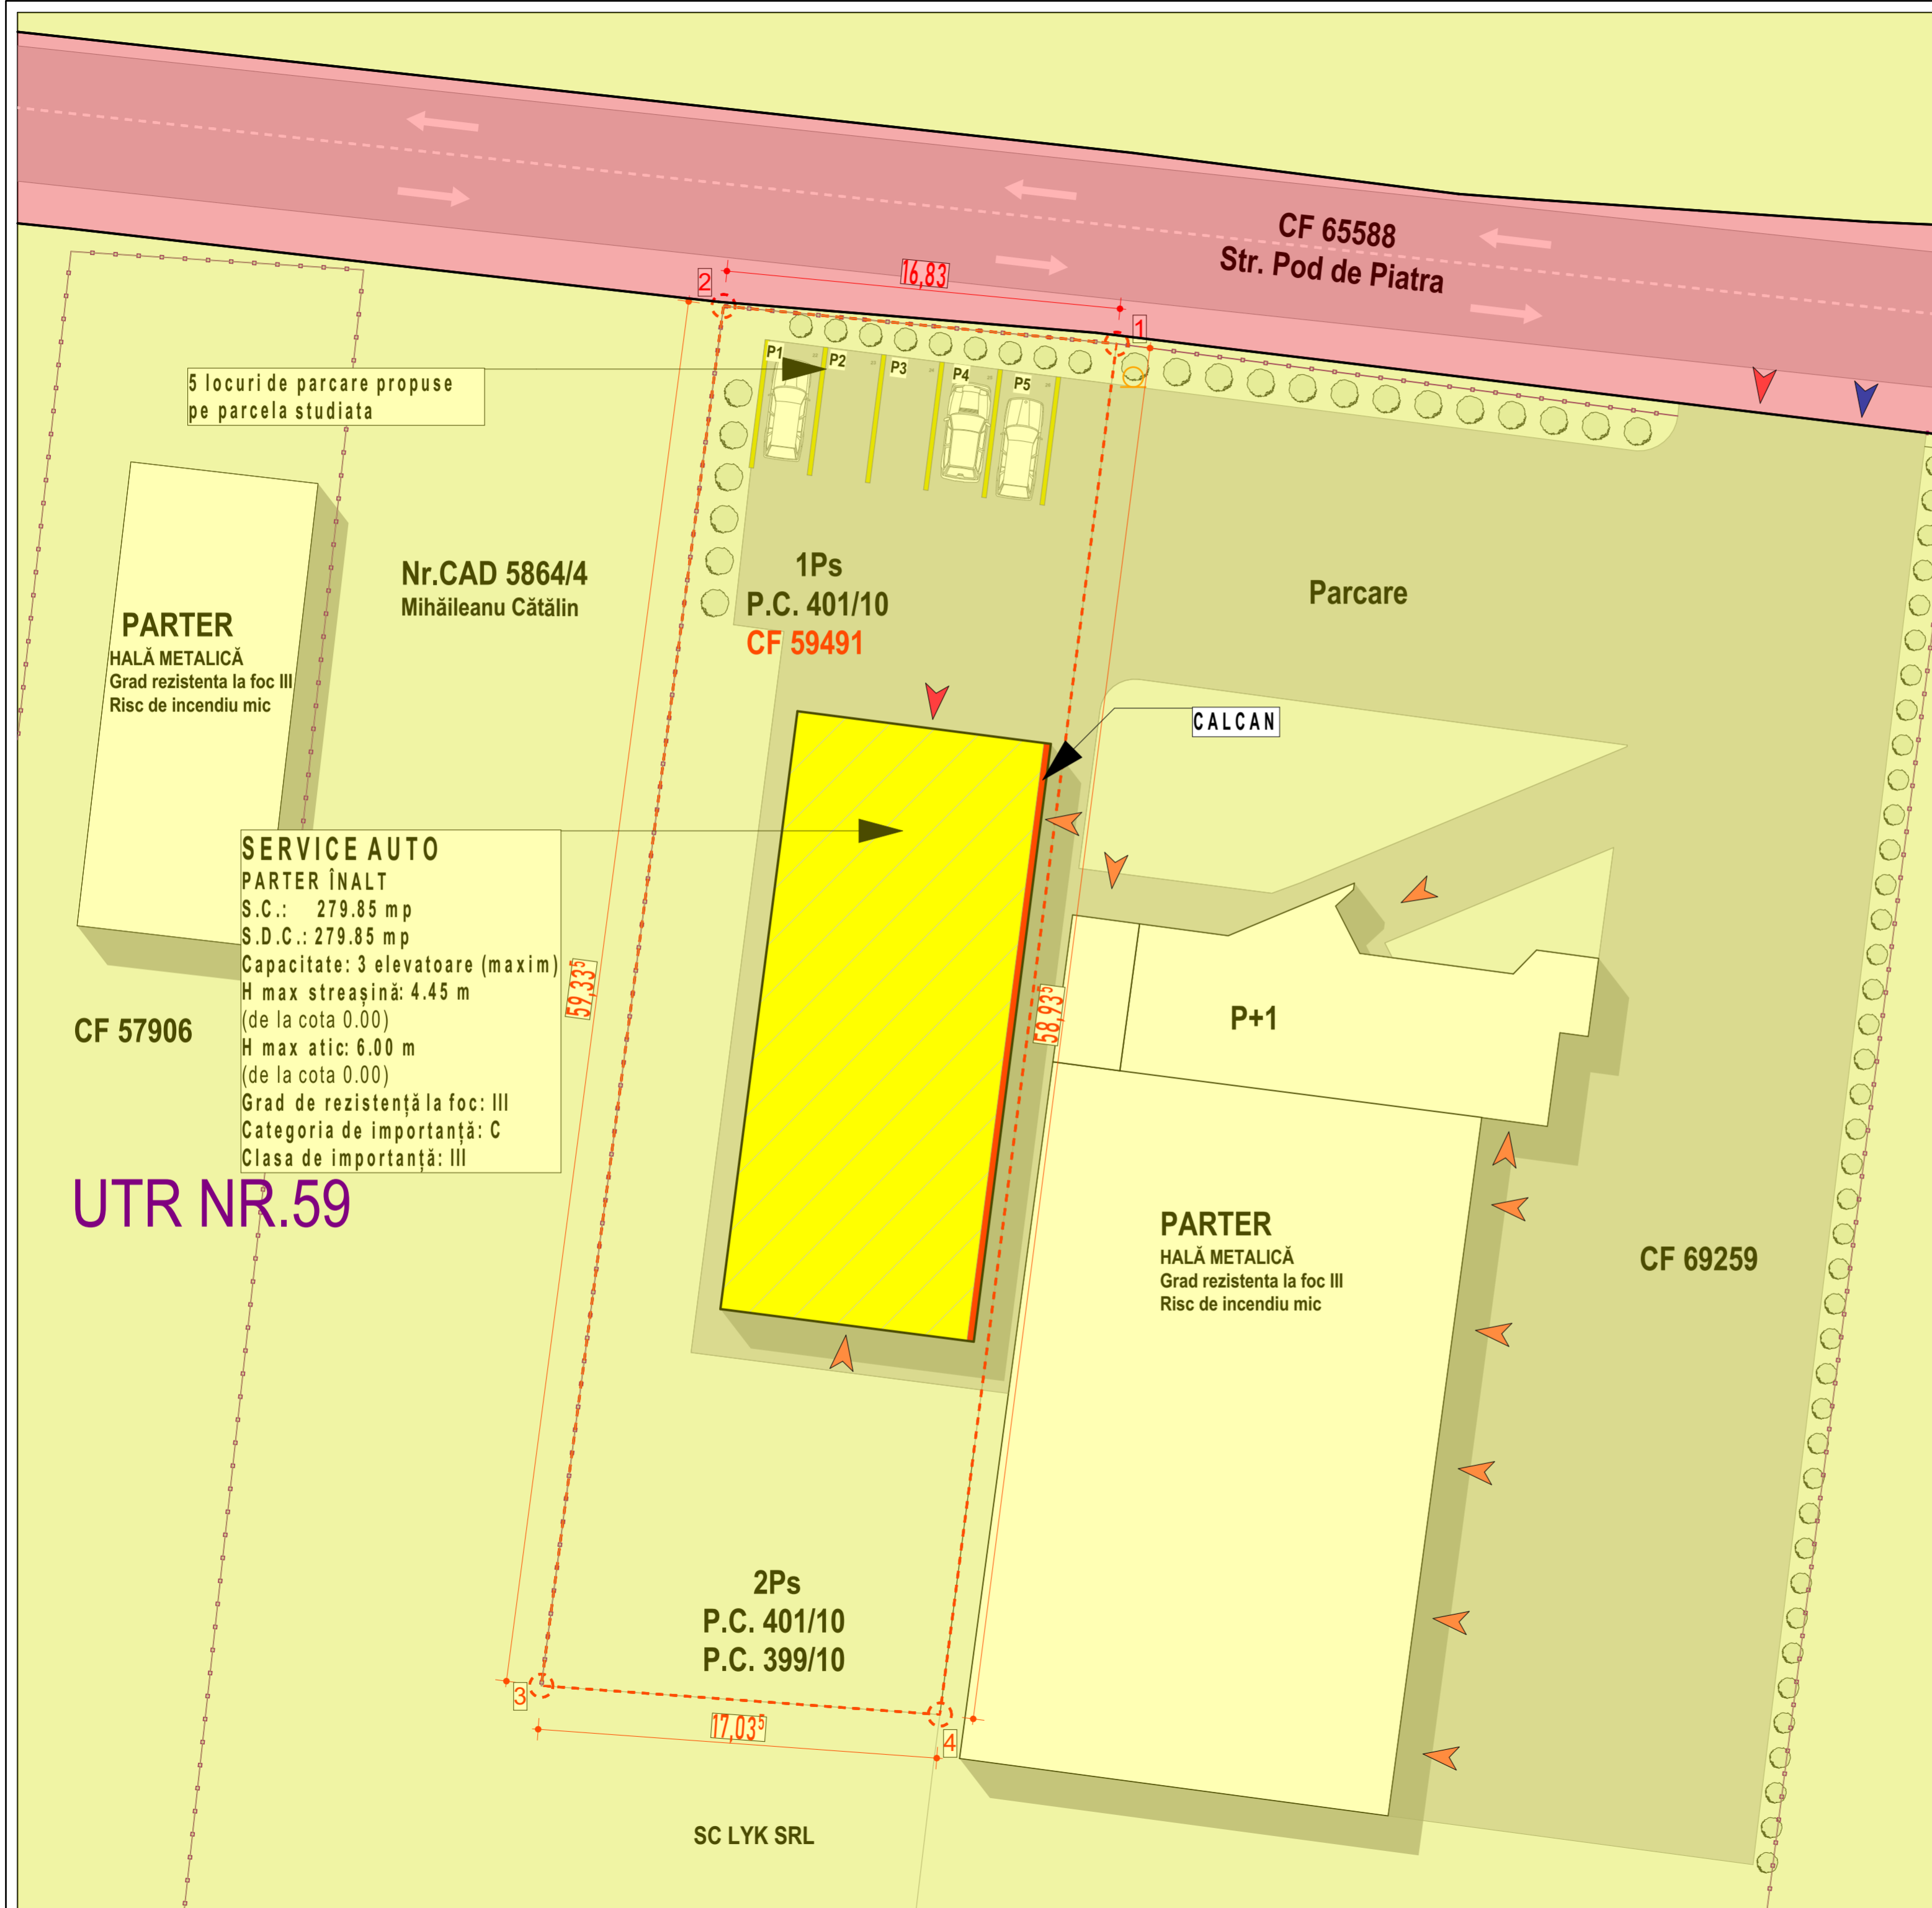 CF 65588
Str. Pod de Piatra
2
16,83
1
5 locuri de parcare propuse
pe parcela studiata
P1
P2
P3
P4
P5
Nr.CAD 5864/4
Mihăileanu Cătălin
1Ps
P.C. 401/10
CF 59491
Parcare
PARTER
HALĂ METALICĂ
Grad rezistenta la foc III
Risc de incendiu mic
CALCAN
SERVICE AUTO
PARTER ÎNALT
S.C.: 279.85 mp
S.D.C.: 279.85 mp
Capacitate: 3 elevatoare (maxim)
H max streașină: 4.45 m
(de la cota 0.00)
H max atic: 6.00 m
(de la cota 0.00)
Grad de rezistență la foc: III
Categoria de importanță: C
Clasa de importanță: III
59,33⁵
58,93⁵
P+1
CF 57906
UTR NR.59
PARTER
HALĂ METALICĂ
Grad rezistenta la foc III
Risc de incendiu mic
CF 69259
2Ps
P.C. 401/10
P.C. 399/10
3
17,03⁵
4
SC LYK SRL